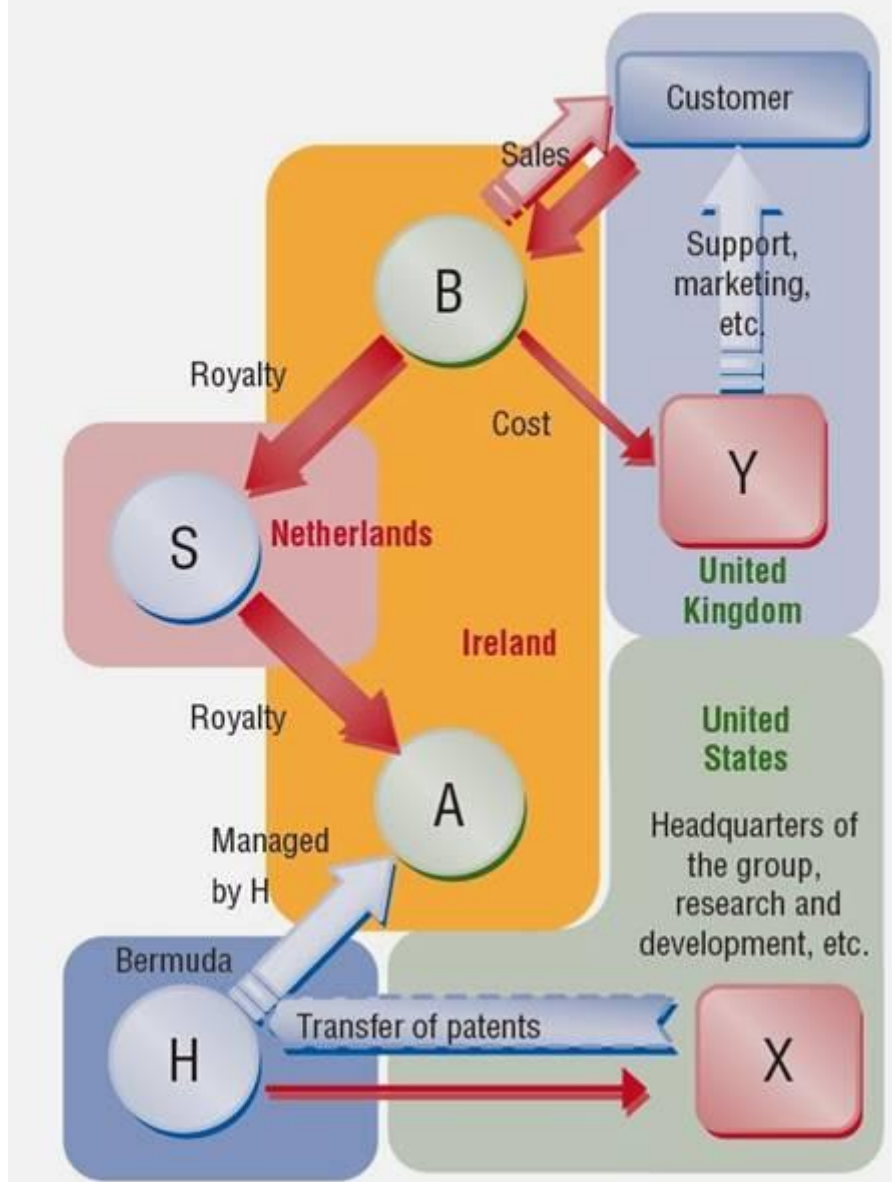 Customer
Sales
B
Support,
marketing,
etc.
Royalty
Cost
Y
S
Netherlands
United
Kingdom
Ireland
Royalty
United
States
A
Managed
by H
Headquarters of
the group,
research and
development, etc.
Bermuda
Transfer of patents
H
X